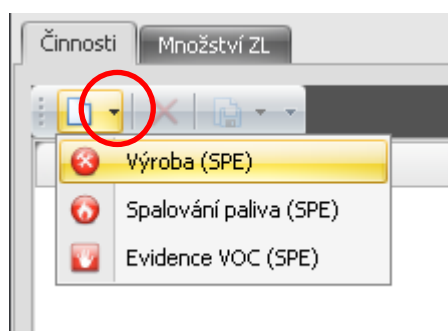 Činnosti Množství ZL
Výroba (SPE)
Spalování paliva (SPE)
Evidence VOC (SPE)